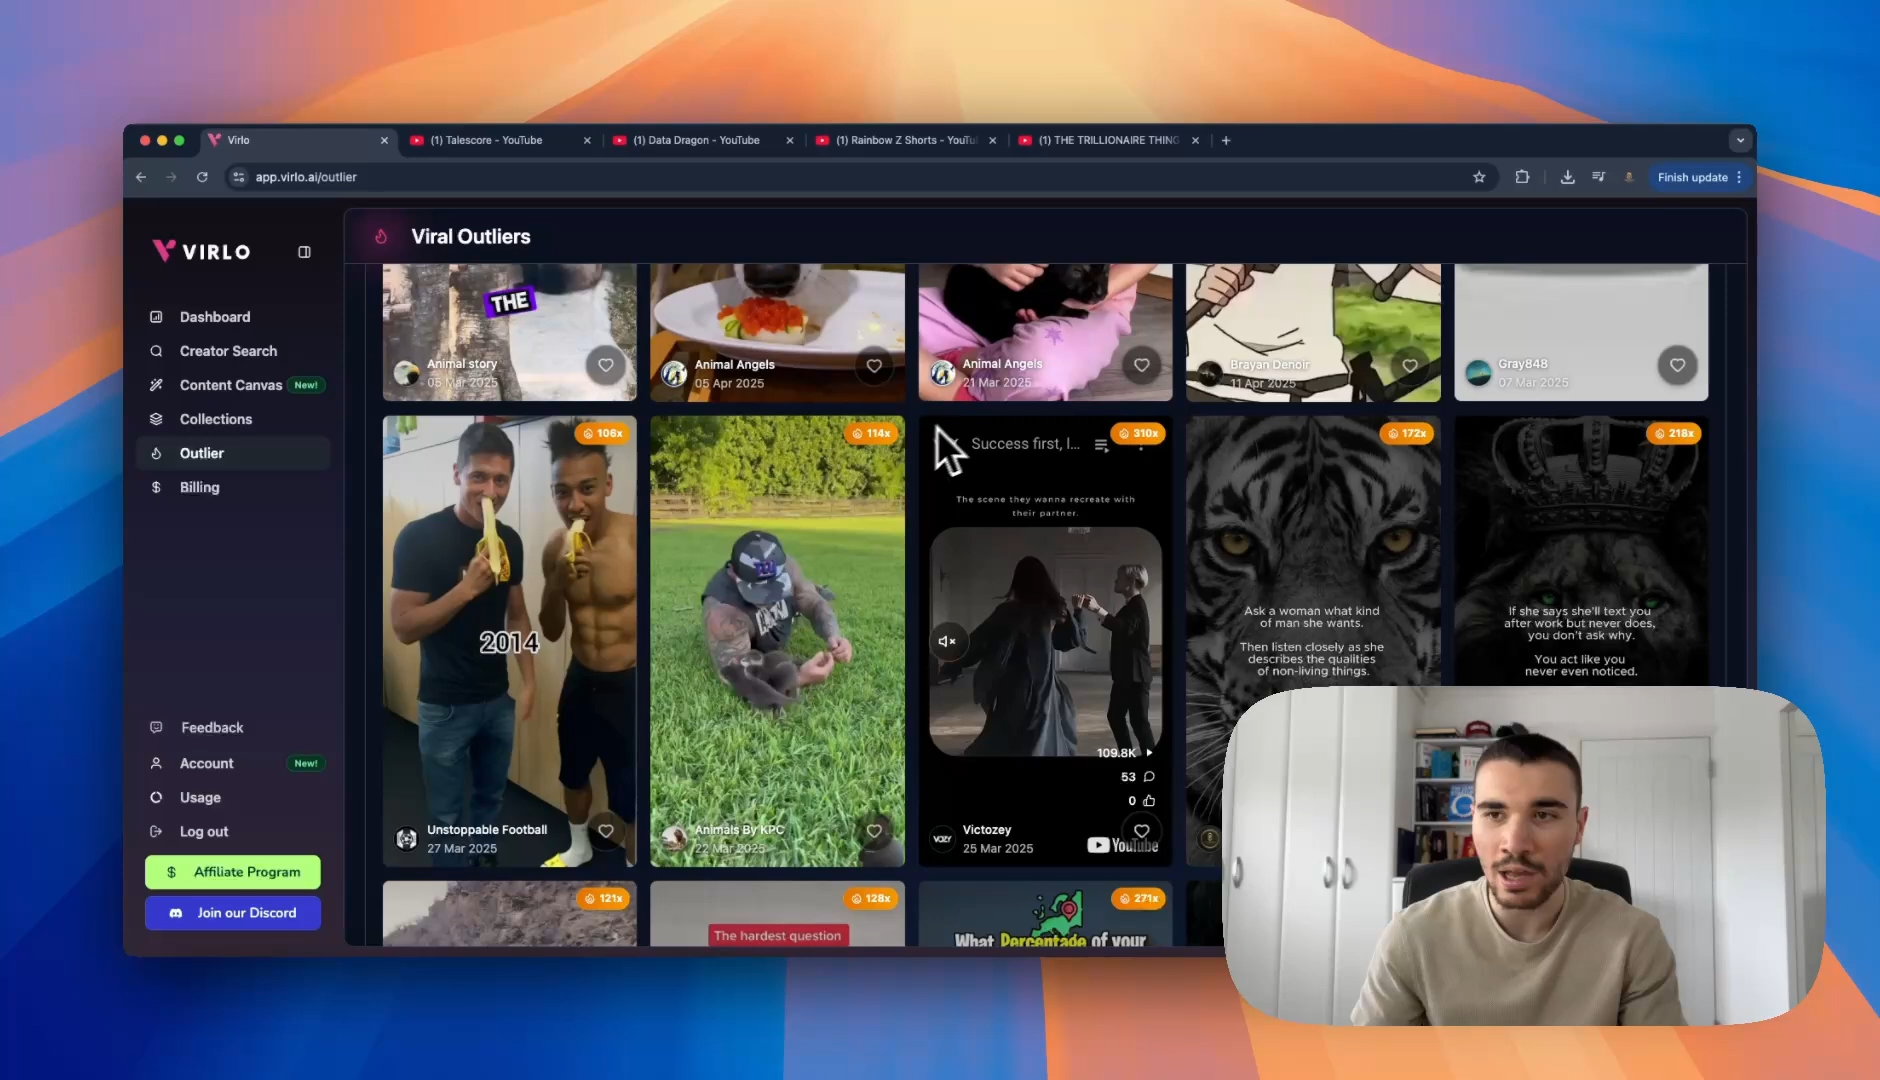 Virlo
(1) Talescore - YouTube
(1) Data Dragon - YouTube
(1) Rainbow Z Shorts - YouTu
(1) THE TRILLIONAIRE THING
app.virlo.ai/outlier
Finish update
VIRLO
Viral Outliers
Dashboard
Creator Search
Content Canvas New!
Collections
Outlier
Billing
Feedback
Account New!
Usage
Log out
$ Affiliate Program
Join our Discord
THE
Animal story
05 Mar 2025
Animal Angels
05 Apr 2025
Animal Angels
21 Mar 2025
Brayan Denoir
11 Apr 2025
Gray848
07 Mar 2025
106x
2014
Unstoppable Football
27 Mar 2025
114x
Animals By KPC
22 Mar 2025
310x
Success first, l...
The scene they wanna recreate with
their partner.
109.8K
53
0
VOZY
Victozey
25 Mar 2025
YouTube
172x
Ask a woman what kind
of man she wants.
Then listen closely as she
describes the qualities
of non-living things.
218x
If she says she'll text you
after work but never does,
you don't ask why.
You act like you
never even noticed.
121x
128x
The hardest question
271x
What Percentage of your